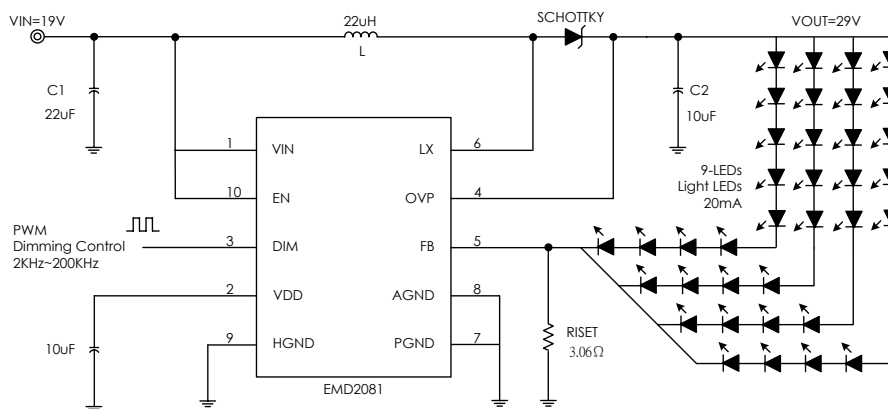 VIN=19V
22uH
L
SCHOTTKY
VOUT=29V
C1
22uF
C2
10uF
1
VIN
LX
6
9-LEDs
Light LEDs
20mA
10
EN
OVP
4
PWM
Dimming Control
2KHz~200KHz
3
DIM
FB
5
2
VDD
AGND
8
10uF
9
HGND
PGND
7
RISET
3.06Ω
EMD2081